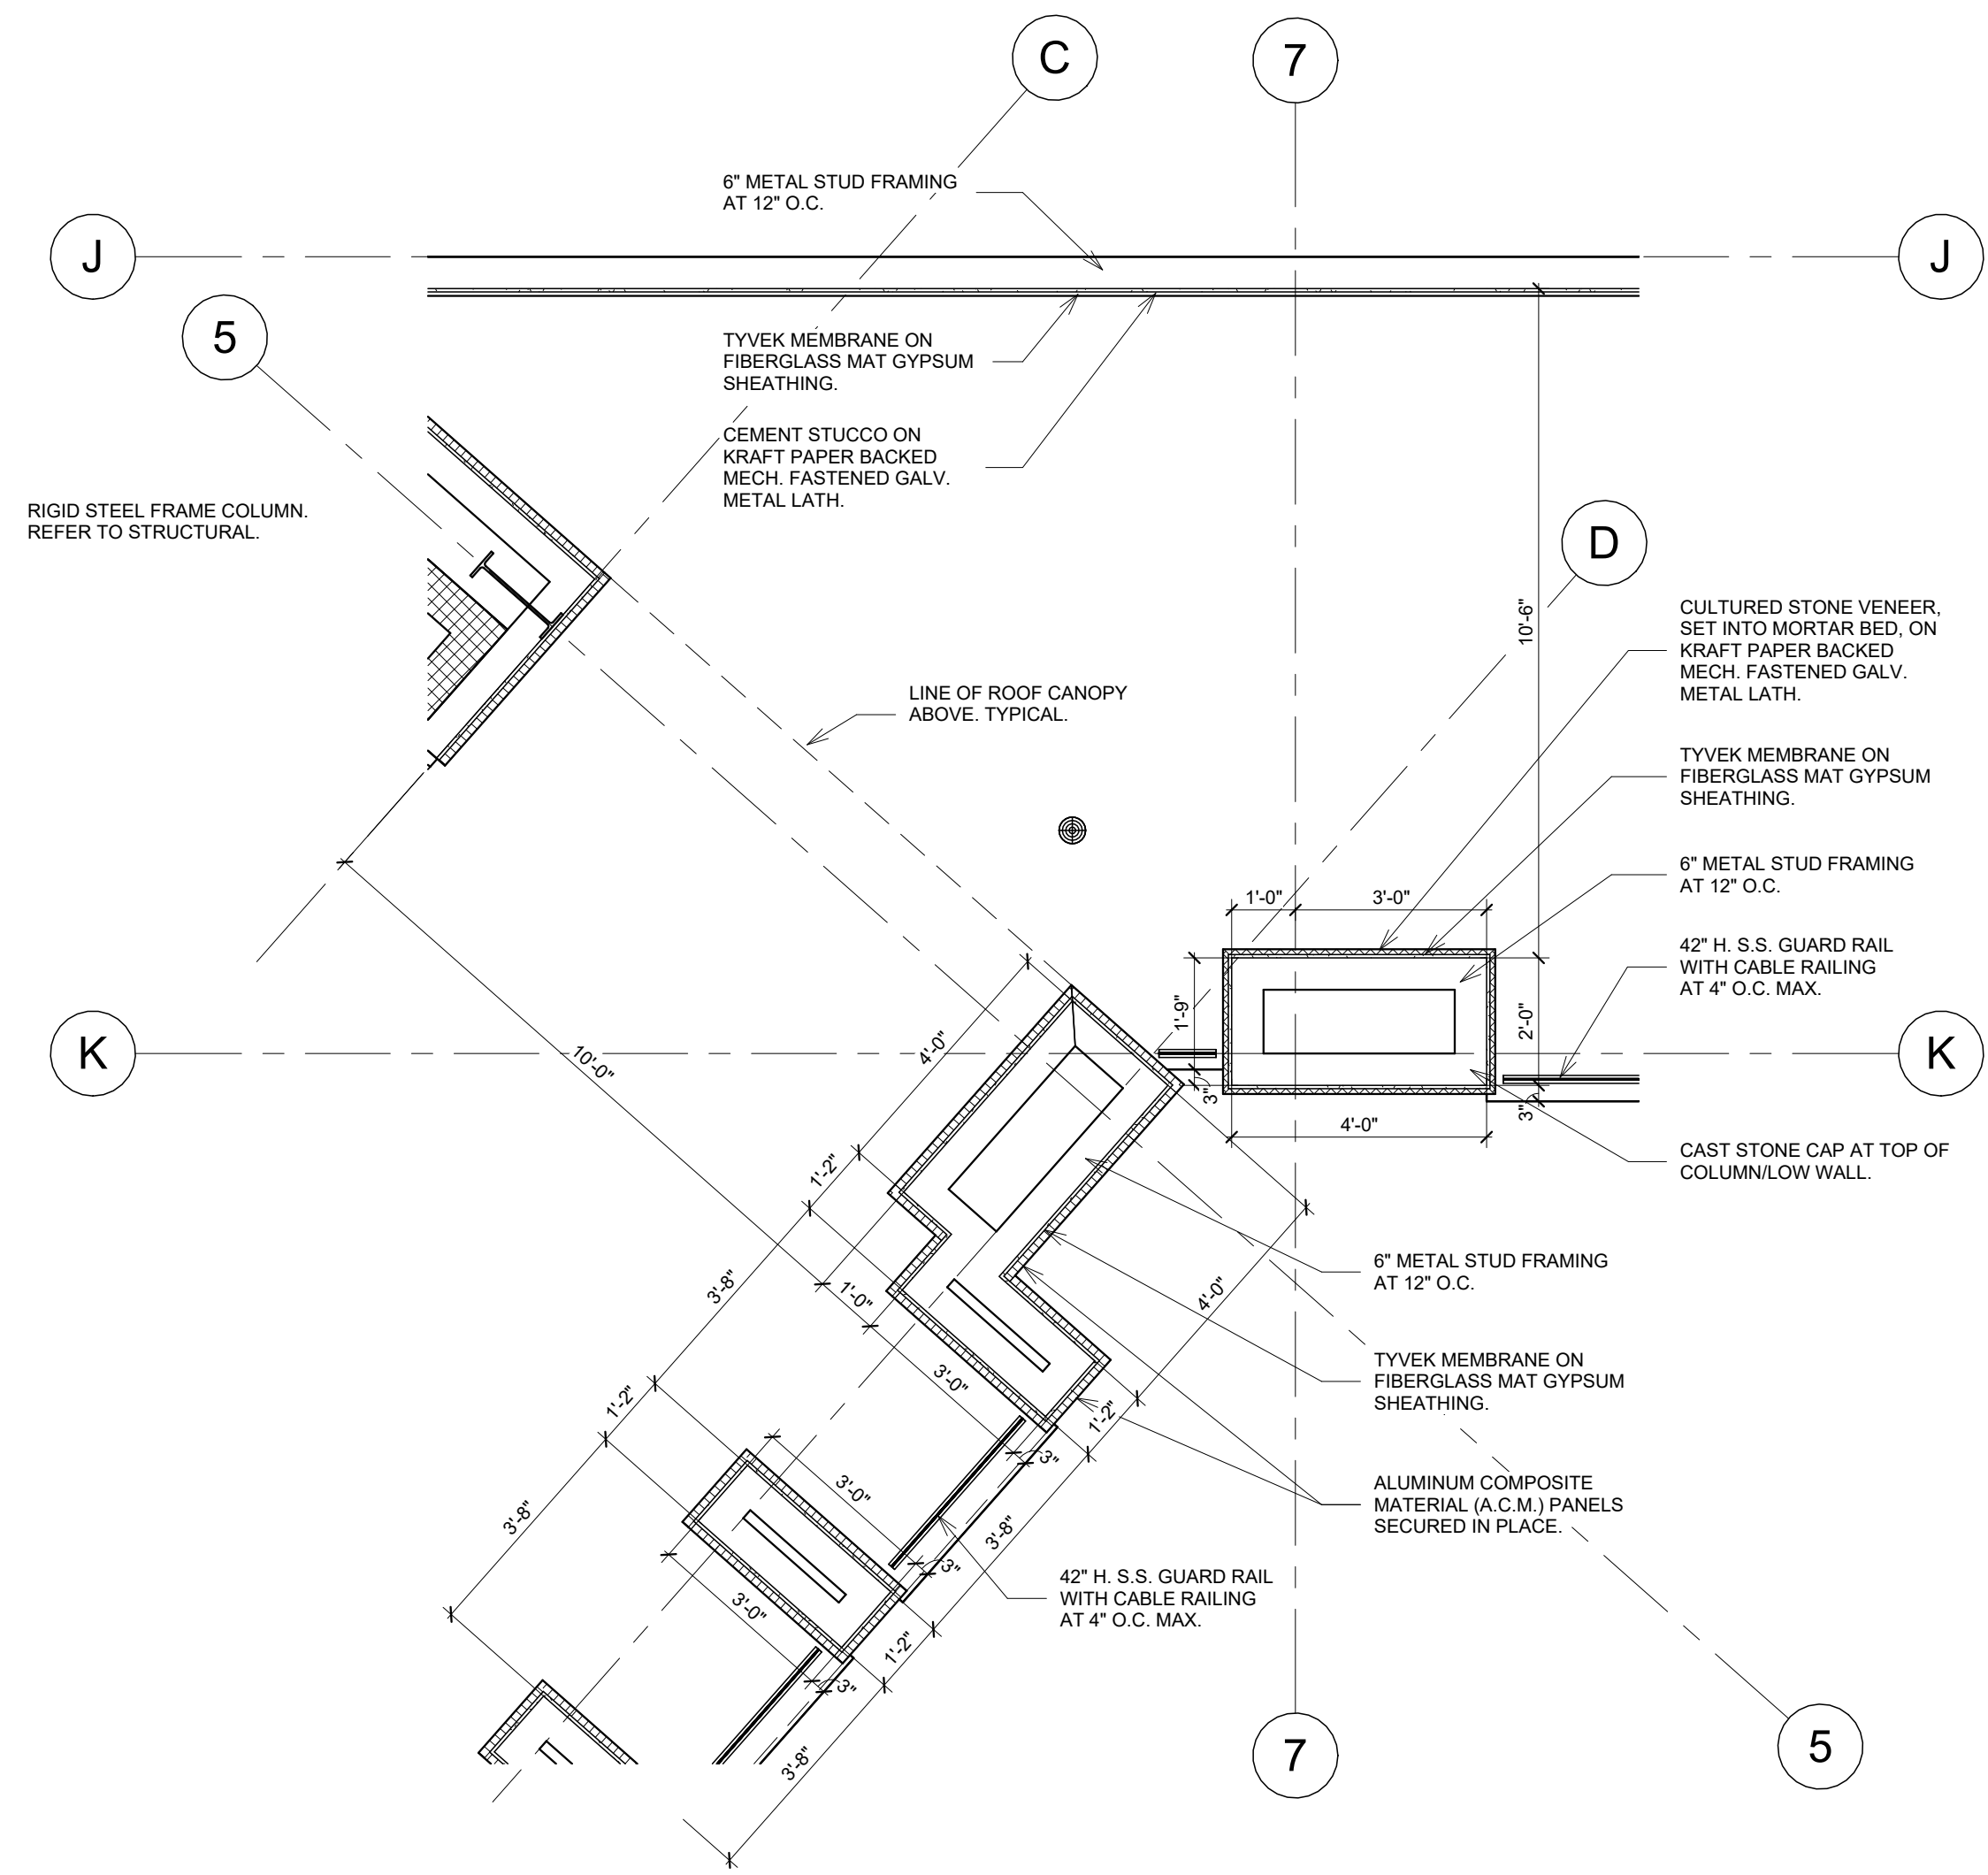 C
7
6" METAL STUD FRAMING
AT 12" O.C.
J
J
5
TYVEK MEMBRANE ON
FIBERGLASS MAT GYPSUM
SHEATHING.
CEMENT STUCCO ON
KRAFT PAPER BACKED
MECH. FASTENED GALV.
METAL LATH.
RIGID STEEL FRAME COLUMN.
REFER TO STRUCTURAL.
D
10'-6"
CULTURED STONE VENEER,
SET INTO MORTAR BED, ON
KRAFT PAPER BACKED
MECH. FASTENED GALV.
METAL LATH.
LINE OF ROOF CANOPY
ABOVE. TYPICAL.
TYVEK MEMBRANE ON
FIBERGLASS MAT GYPSUM
SHEATHING.
6" METAL STUD FRAMING
AT 12" O.C.
1'-0"
3'-0"
42" H. S.S. GUARD RAIL
WITH CABLE RAILING
AT 4" O.C. MAX.
1'-9"
2'-0"
K
K
10'-0"
4'-0"
3"
3"
4'-0"
CAST STONE CAP AT TOP OF
COLUMN/LOW WALL.
1'-2"
6" METAL STUD FRAMING
AT 12" O.C.
3'-8"
1'-0"
4'-0"
TYVEK MEMBRANE ON
FIBERGLASS MAT GYPSUM
SHEATHING.
3'-0"
1'-2"
1'-2"
3"
3'-0"
ALUMINUM COMPOSITE
MATERIAL (A.C.M.) PANELS
SECURED IN PLACE.
3'-8"
3'-8"
3"
42" H. S.S. GUARD RAIL
WITH CABLE RAILING
AT 4" O.C. MAX.
3'-0"
1'-2"
3"
3'-8"
7
5